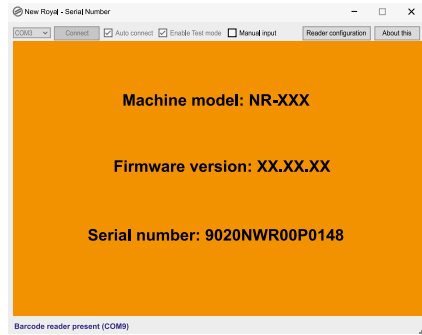 New Royal - Serial Number
COM3 Connect Auto connect Enable Test mode Manual input Reader configuration About this
Machine model: NR-XXX
Firmware version: XX.XX.XX
Serial number: 9020NWR00P0148
Barcode reader present (COM9)